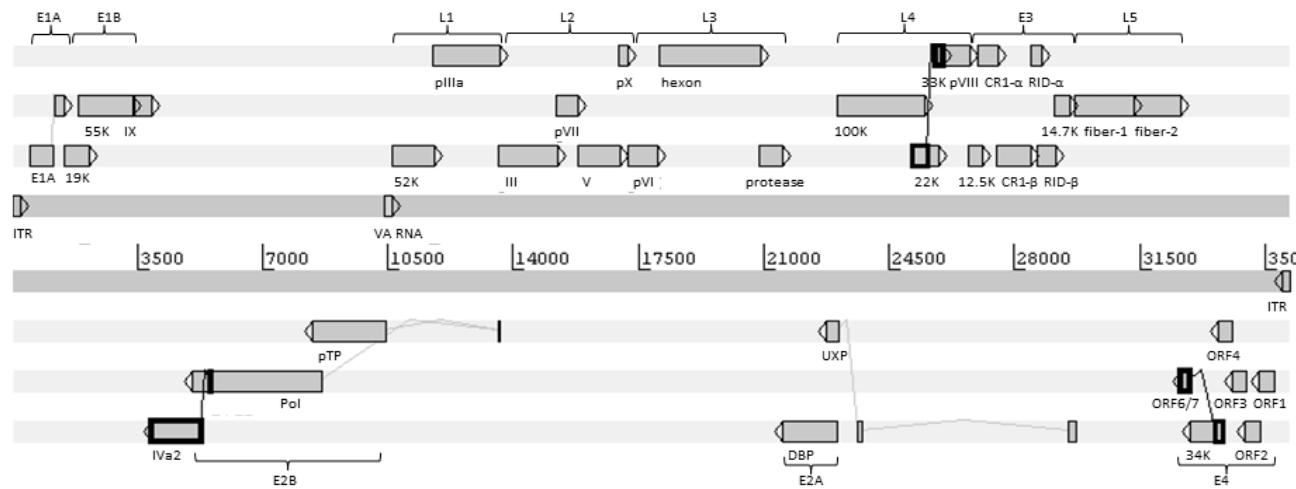 E1A E1B L1 L2 L3 L4 E3 L5
pIIIa pX hexon 33K pVIII CR1-α RID-α
55K IX pVII 100K 14.7K fiber-1 fiber-2
E1A 19K 52K III V pVI protease 22K 12.5K CR1-β RID-β
ITR VA RNA
3500 7000 10500 14000 17500 21000 24500 28000 31500 350
ITR
pTP UXP ORF4
Pol ORF6/7 ORF3 ORF1
IVa2 DBP 34K ORF2
E2B E2A E4